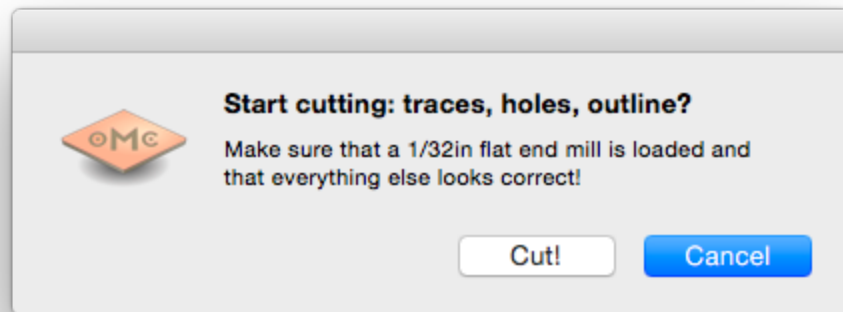 Start cutting: traces, holes, outline?
OMC
Make sure that a 1/32in flat end mill is loaded and
that everything else looks correct!
Cut!
Cancel